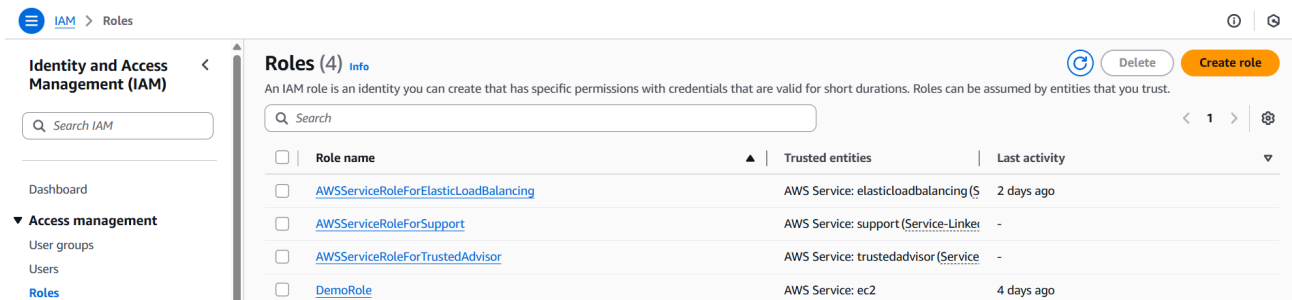 IAM > Roles
Identity and Access
Management (IAM)
Search IAM
Dashboard
Access management
User groups
Users
Roles
Roles (4) Info
Delete
Create role
An IAM role is an identity you can create that has specific permissions with credentials that are valid for short durations. Roles can be assumed by entities that you trust.
Search
1
Role name Trusted entities Last activity
AWSServiceRoleForElasticLoadBalancing AWS Service: elasticloadbalancing (S 2 days ago
AWSServiceRoleForSupport AWS Service: support (Service-Linke -
AWSServiceRoleForTrustedAdvisor AWS Service: trustedadvisor (Service -
DemoRole AWS Service: ec2 4 days ago